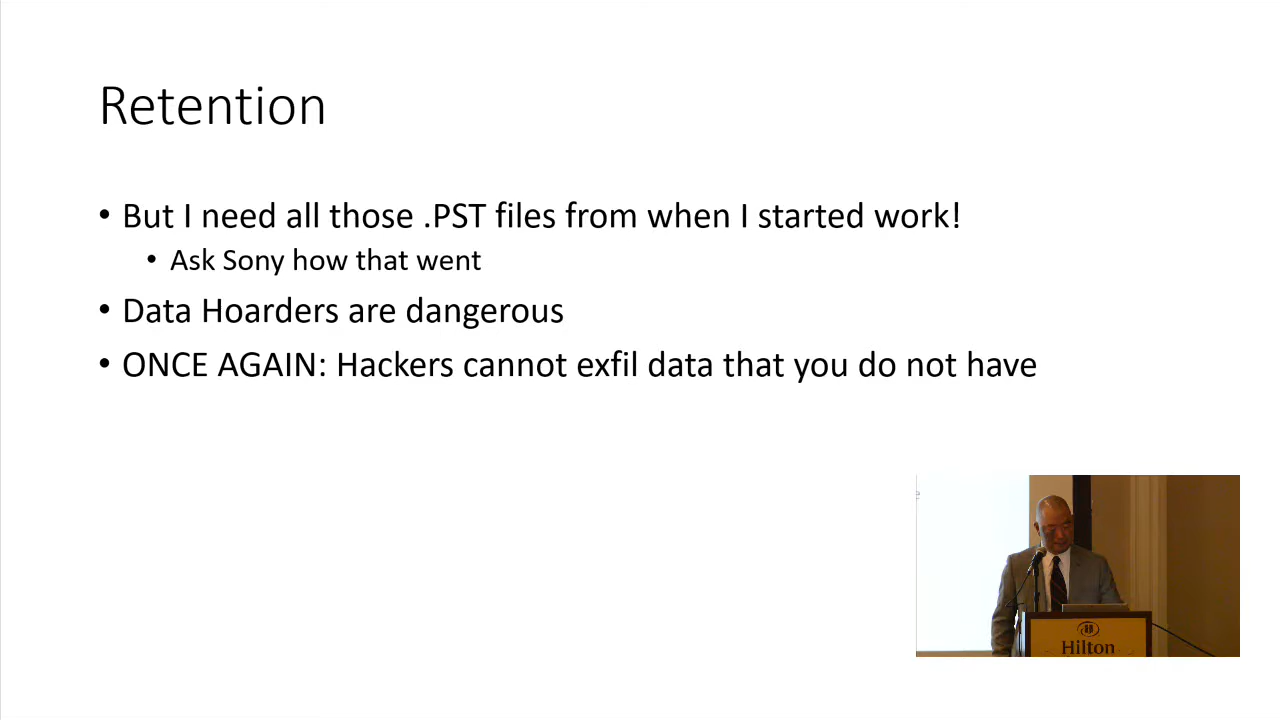 Retention
• But I need all those .PST files from when I started work!
• Ask Sony how that went
• Data Hoarders are dangerous
• ONCE AGAIN: Hackers cannot exfil data that you do not have
e
Hilton